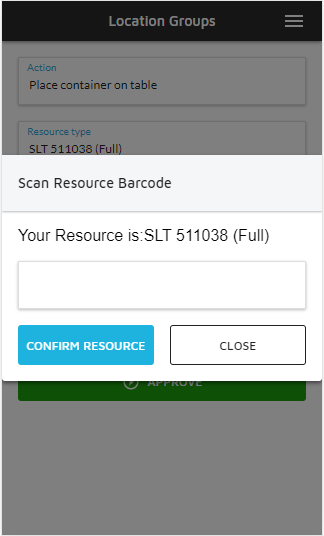 Location Groups
Action
Place container on table
Resource type
SLT 511038 (Full)
Scan Resource Barcode
Your Resource is:SLT 511038 (Full)
CONFIRM RESOURCE
CLOSE
APPROVE